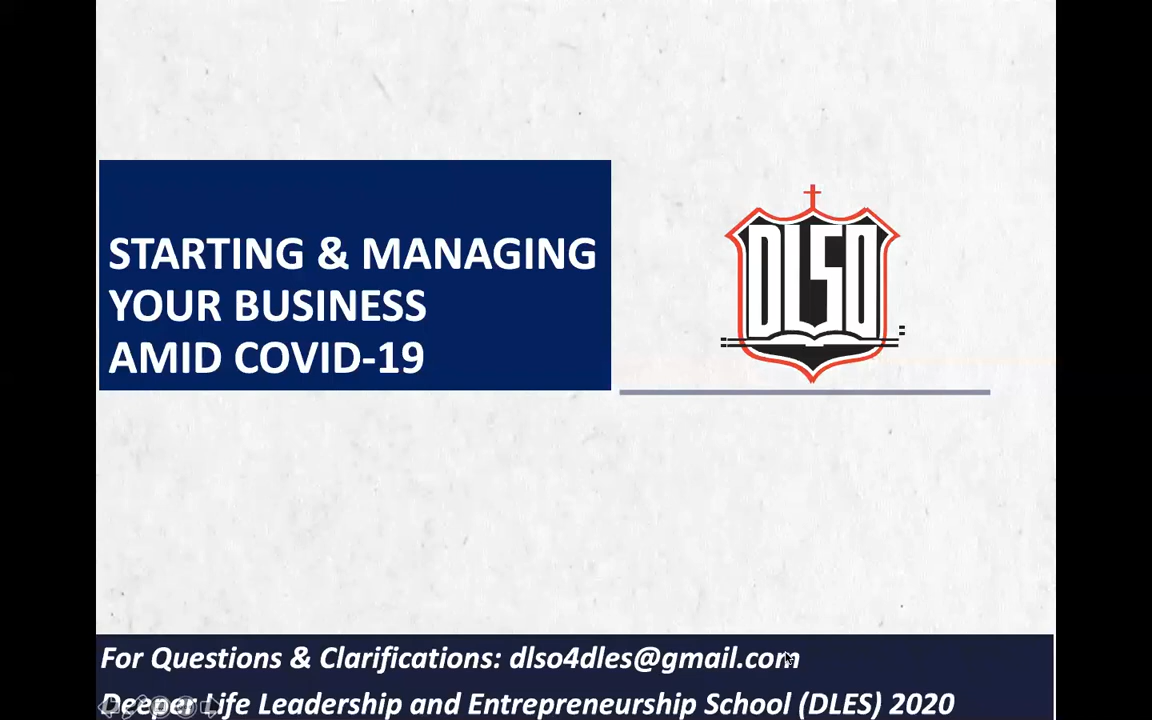 STARTING & MANAGING
YOUR BUSINESS
AMID COVID-19
DLSO
For Questions & Clarifications: dlso4dles@gmail.com
Deeper Life Leadership and Entrepreneurship School (DLES) 2020